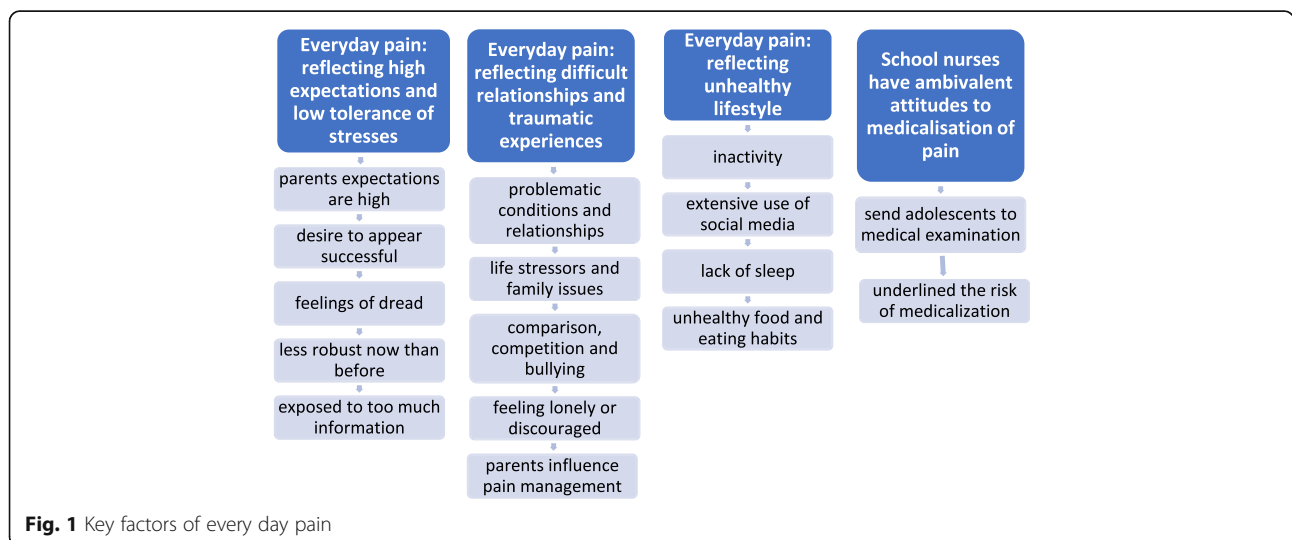 Everyday pain:
reflecting high
expectations and
low tolerance of
stresses
parents expectations
are high
desire to appear
successful
feelings of dread
less robust now than
before
exposed to too much
information
Everyday pain:
reflecting difficult
relationships and
traumatic
experiences
problematic
conditions and
relationships
life stressors and
family issues
comparison,
competition and
bullying
feeling lonely or
discouraged
parents influence
pain management
Everyday pain:
reflecting
unhealthy
lifestyle
inactivity
extensive use of
social media
lack of sleep
unhealthy food and
eating habits
School nurses
have ambivalent
attitudes to
medicalisation of
pain
send adolescents to
medical examination
underlined the risk
of medicalization
Fig. 1 Key factors of every day pain